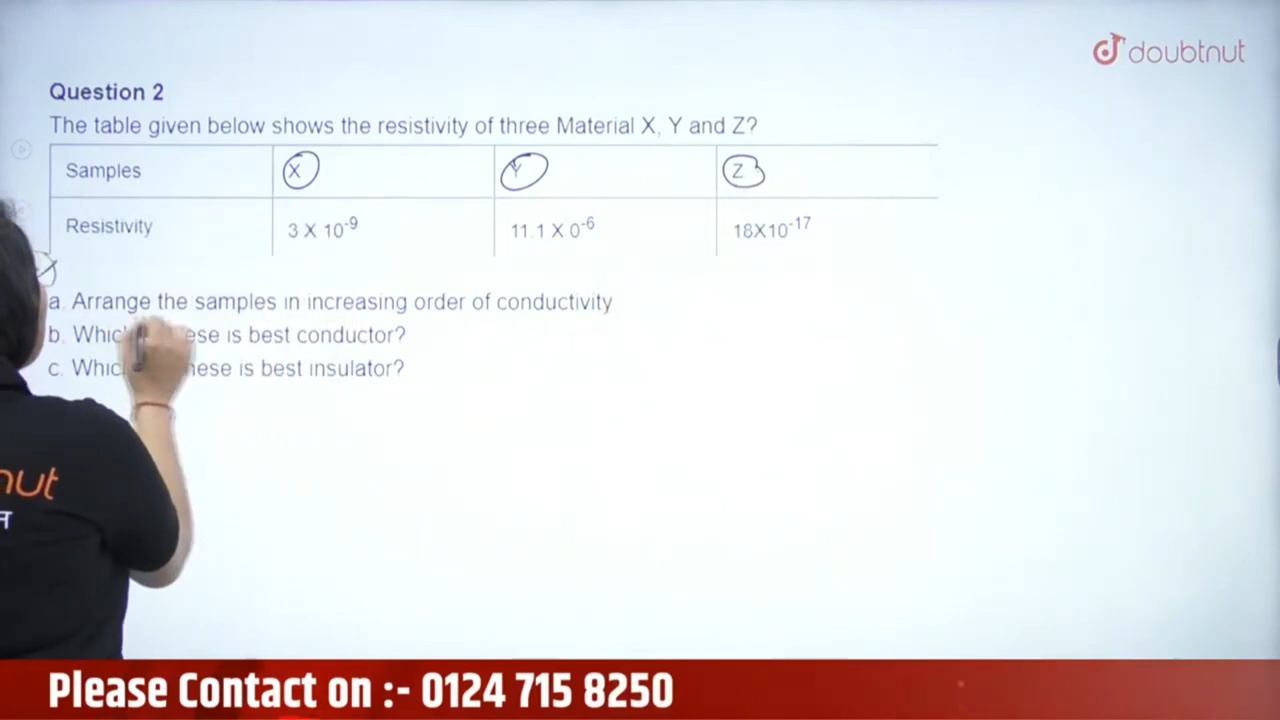 doubtnut
Question 2
The table given below shows the resistivity of three Material X, Y and Z?
Samples X Y Z
Resistivity 3 X 10-9 11.1 X 0-6 18X10-17
a. Arrange the samples in increasing order of conductivity
b. Whic ese is best conductor?
c. Whic hese is best insulator?
nut
न
Please Contact on :- 0124 715 8250